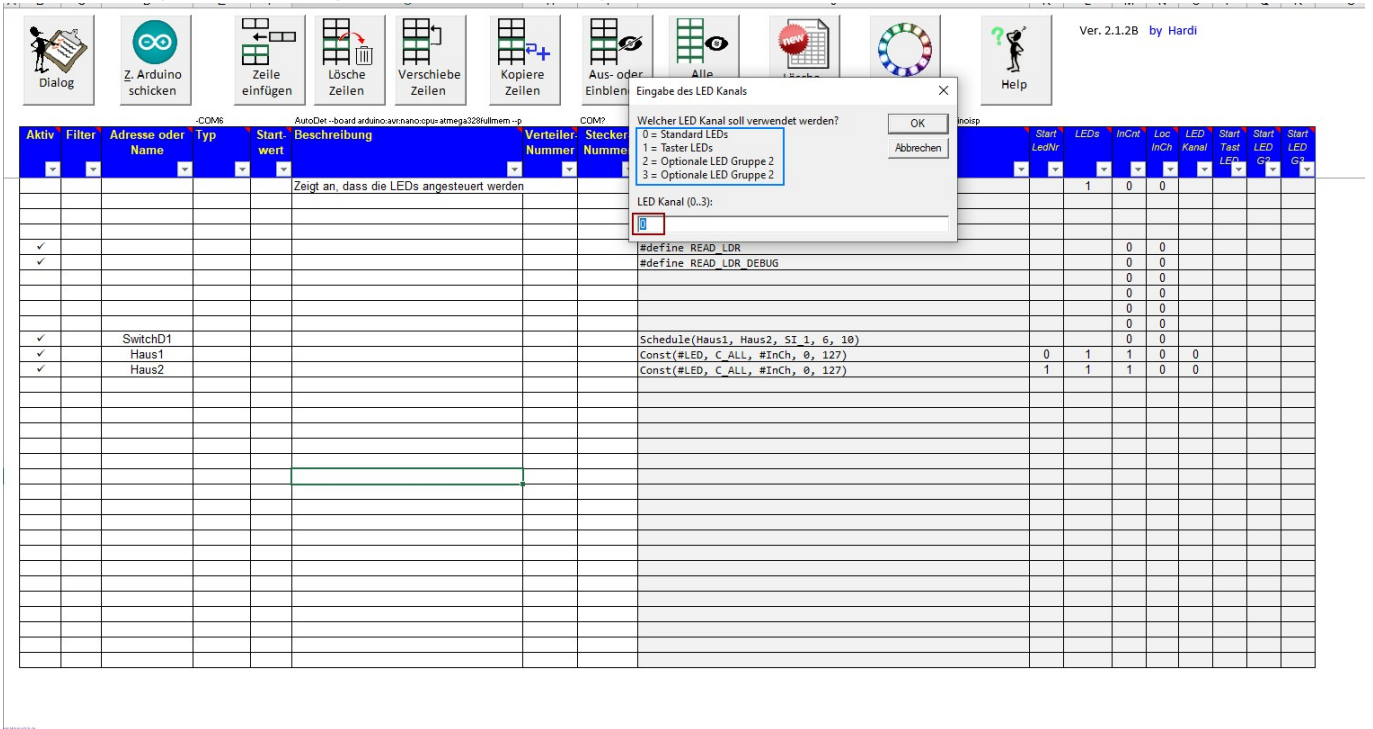 Dialog
Z. Arduino
schicken
Zeile
einfügen
Lösche
Zeilen
Verschiebe
Zeilen
Kopiere
Zeilen
Aus- oder
Einblen
Alle
new
Help
Ver. 2.1.2B by Hardi
-COM6
AutoDet --board arduino:avr:nano:cpu=atmega328fullmem --p
COM?
inoisp
Eingabe des LED Kanals
Welcher LED Kanal soll verwendet werden?
0 = Standard LEDs
1 = Taster LEDs
2 = Optionale LED Gruppe 2
3 = Optionale LED Gruppe 2
LED Kanal (0..3):
0
OK
Abbrechen
Aktiv Filter Adresse oder Name Typ Start-wert Beschreibung Verteiler-Nummer Stecker Numme Start LedNr LEDs InCnt Loc InCh LED Kanal Start Tast LED Start LED G2 Start LED G3
Zeigt an, dass die LEDs angesteuert werden 1 0 0
✓ #define READ_LDR 0 0
✓ #define READ_LDR_DEBUG 0 0
0 0
0 0
0 0
0 0
✓ SwitchD1 Schedule(Haus1, Haus2, SI_1, 6, 10) 0 0
✓ Haus1 Const(#LED, C_ALL, #InCh, 0, 127) 0 1 1 0 0
✓ Haus2 Const(#LED, C_ALL, #InCh, 0, 127) 1 1 1 0 0